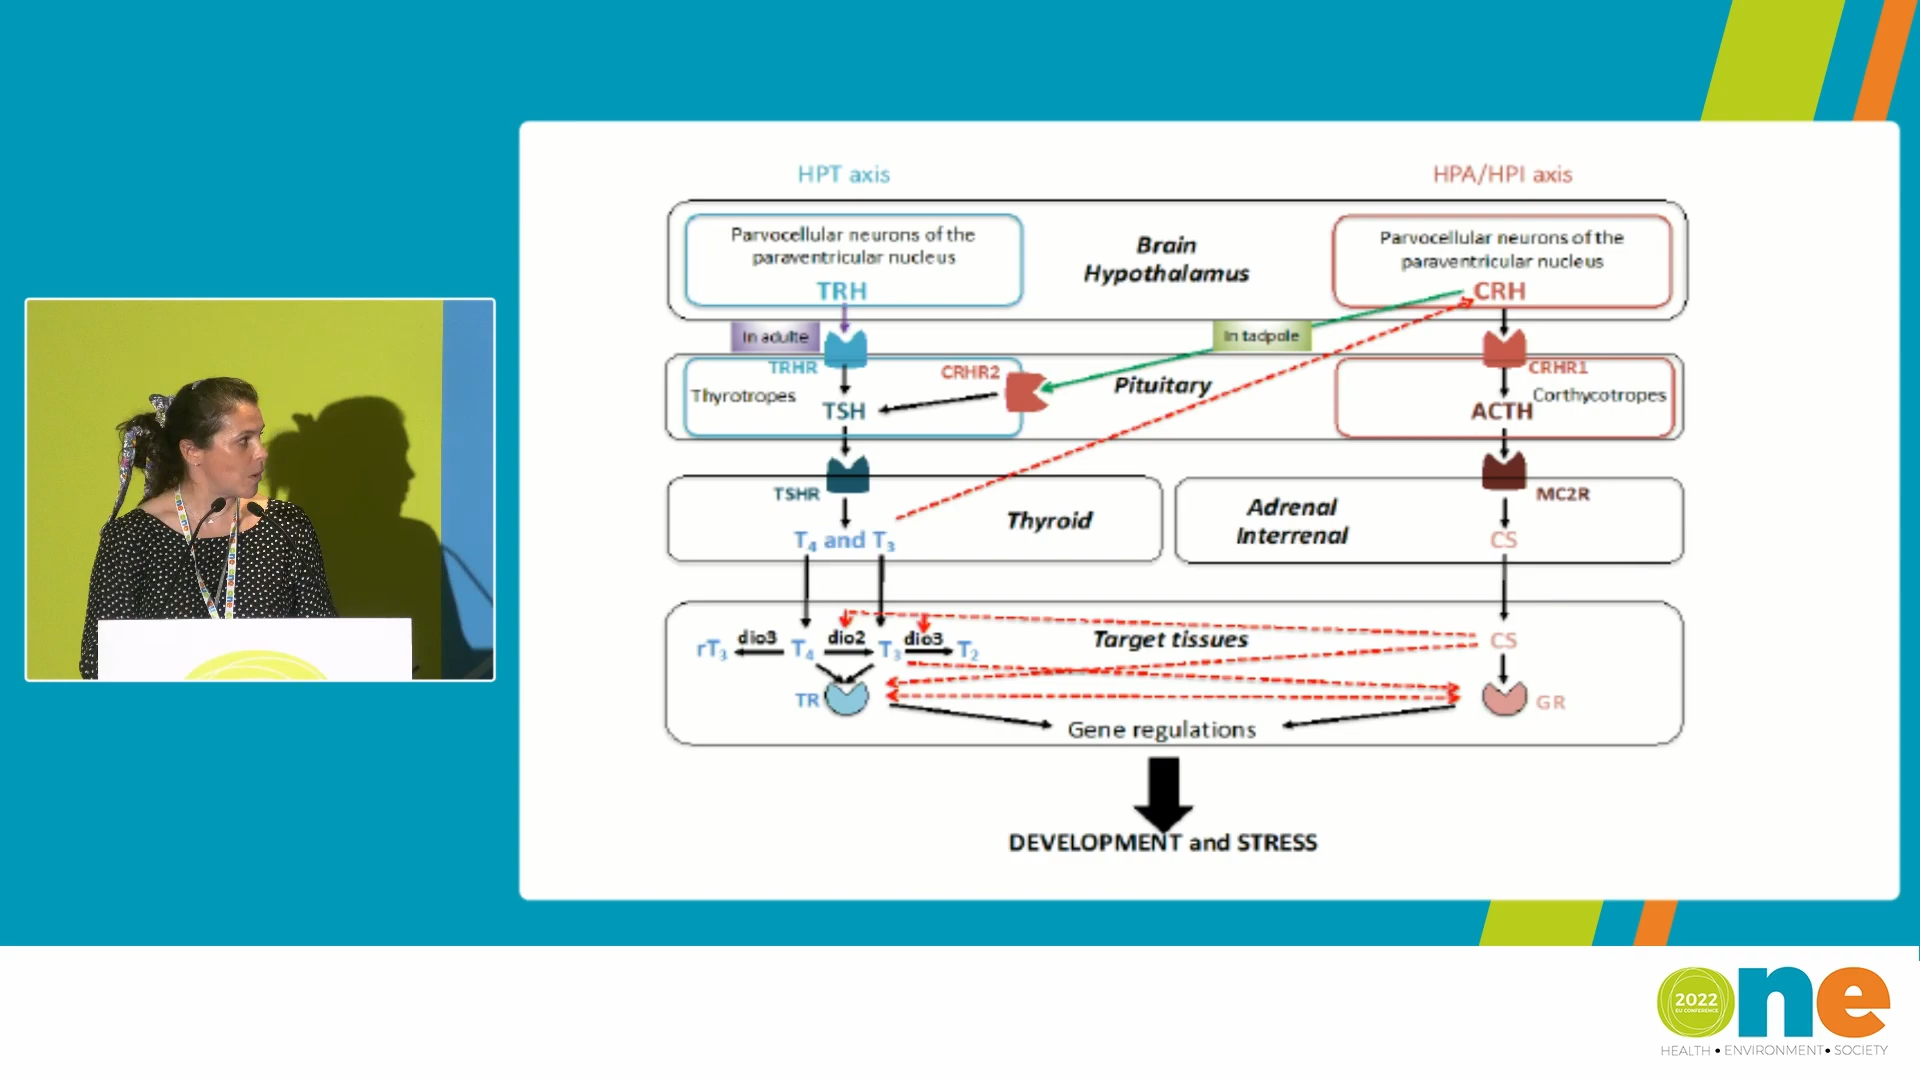 HPT axis
HPA/HPI axis
Parvocellular neurons of the
paraventricular nucleus
TRH
Brain
Hypothalamus
Parvocellular neurons of the
paraventricular nucleus
CRH
In adulte
In tadpole
TRHR
CRHR2
CRHR1
Thyrotropes
TSH
Pituitary
ACTH
Corthycotropes
TSHR
MC2R
T4 and T3
Thyroid
Adrenal
Interrenal
CS
rT3 dio3 T4 dio2 T3 dio3 T2
Target tissues
CS
TR
GR
Gene regulations
DEVELOPMENT and STRESS
2022
EU CONFERENCE
one
HEALTH • ENVIRONMENT • SOCIETY